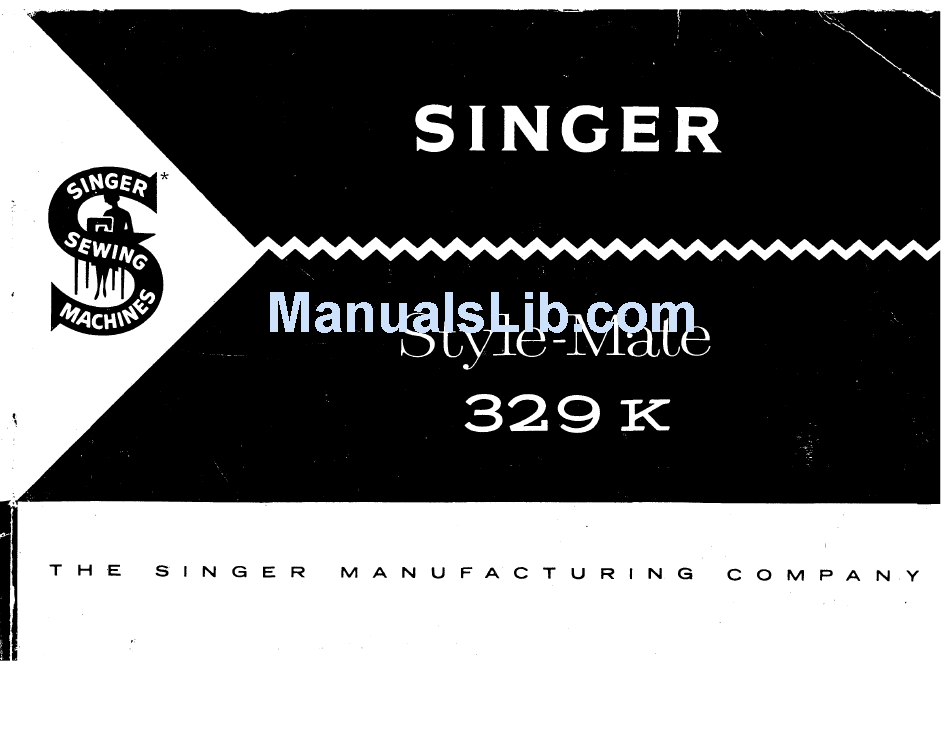 SINGER
SINGER*
SEWING
MACHINES
ManualsLib.com
Style-Mate
329 K
THE SINGER MANUFACTURING COMPANY